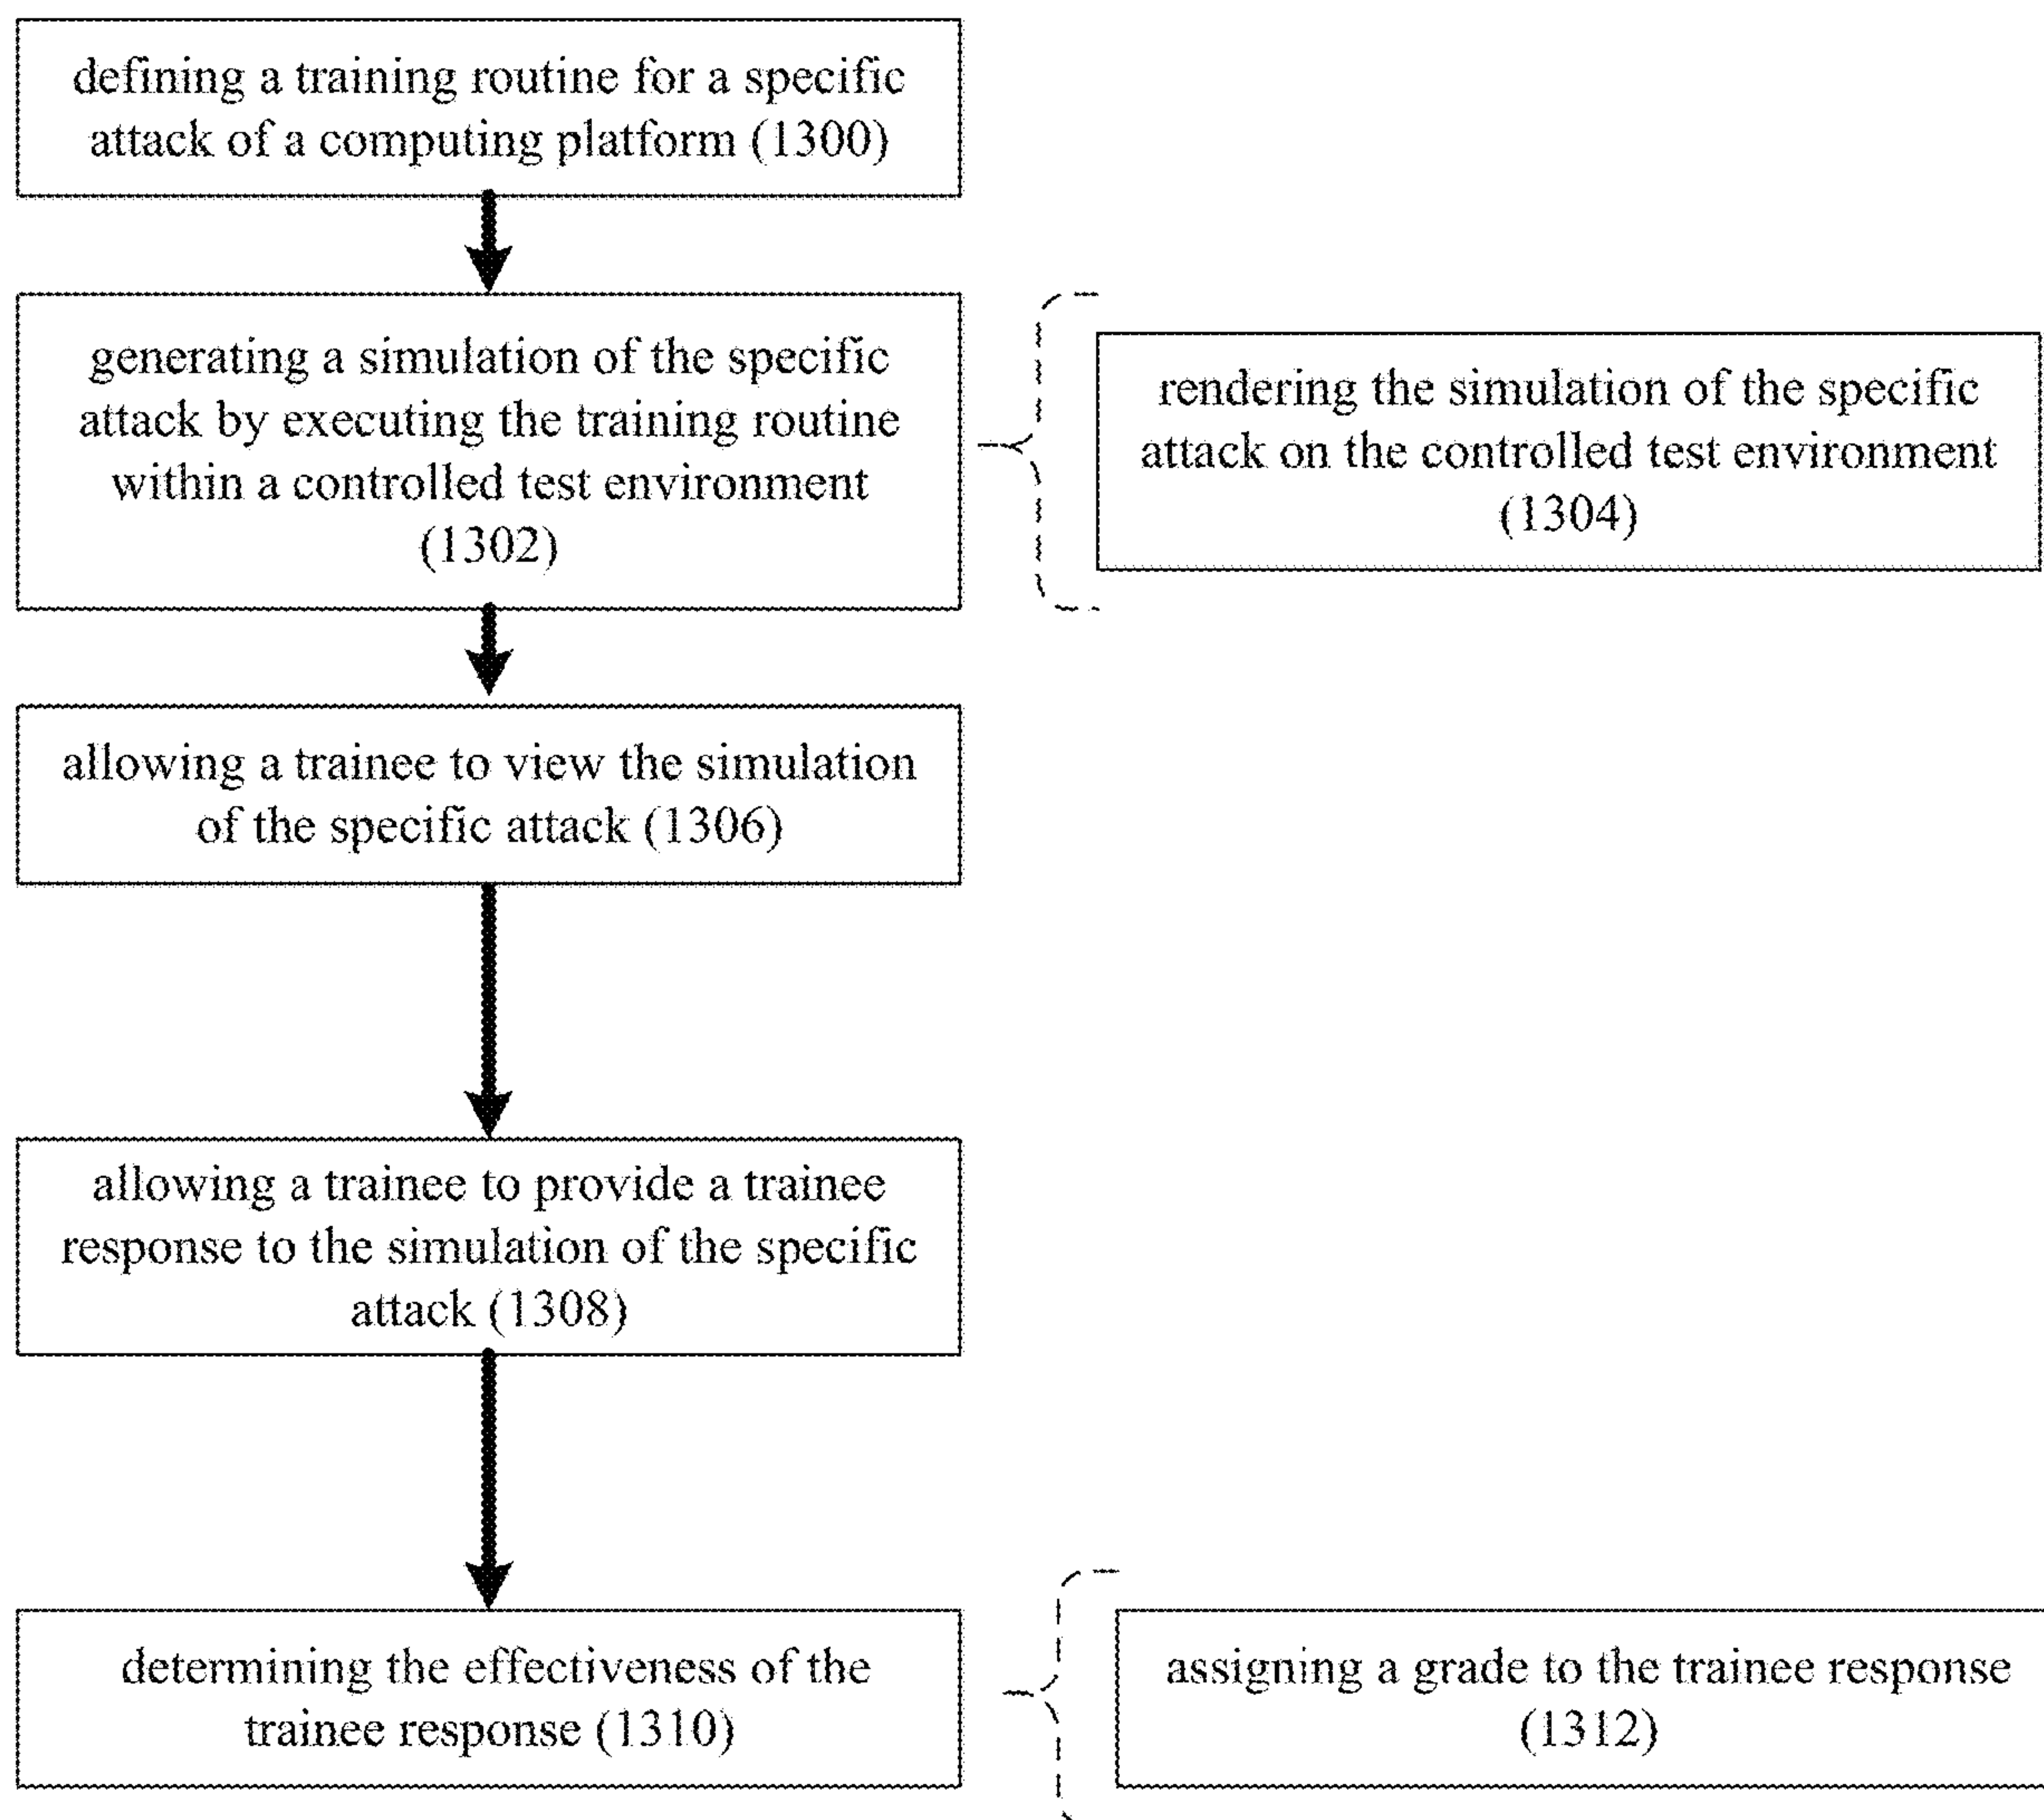 defining a training routine for a specific
attack of a computing platform (1300)
generating a simulation of the specific
attack by executing the training routine
within a controlled test environment
(1302)
rendering the simulation of the specific
attack on the controlled test environment
(1304)
allowing a trainee to view the simulation
of the specific attack (1306)
allowing a trainee to provide a trainee
response to the simulation of the specific
attack (1308)
determining the effectiveness of the
trainee response (1310)
assigning a grade to the trainee response
(1312)